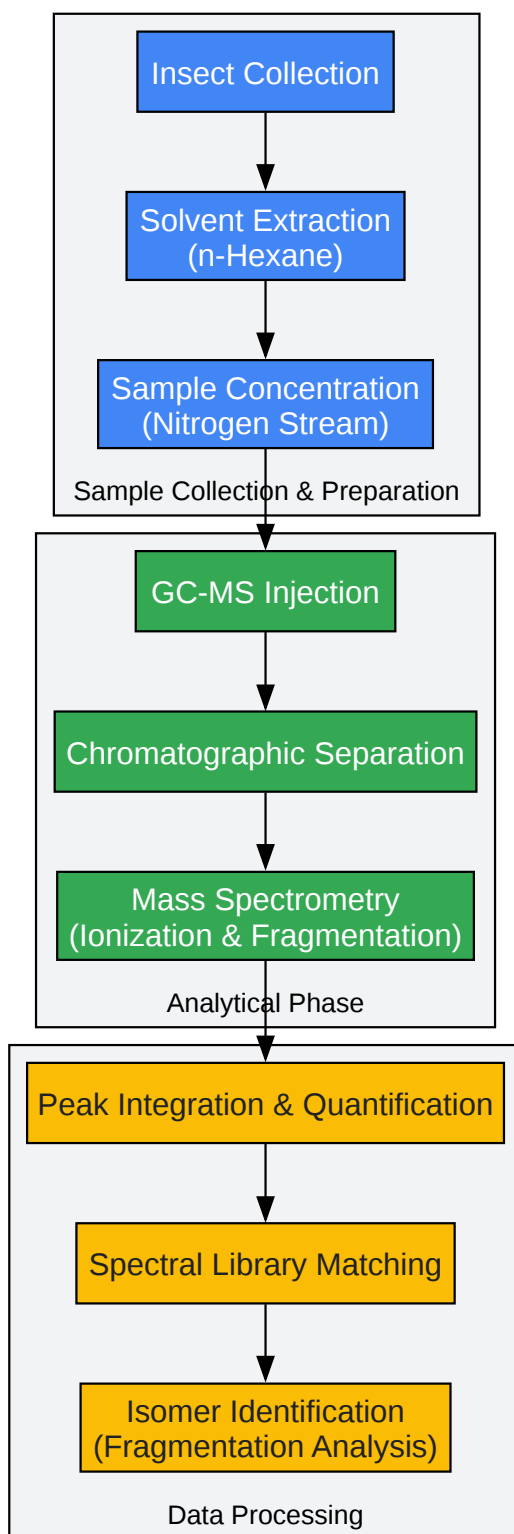 Insect Collection
Solvent Extraction
(n-Hexane)
Sample Concentration
(Nitrogen Stream)
Sample Collection & Preparation
GC-MS Injection
Chromatographic Separation
Mass Spectrometry
(Ionization & Fragmentation)
Analytical Phase
Peak Integration & Quantification
Spectral Library Matching
Isomer Identification
(Fragmentation Analysis)
Data Processing